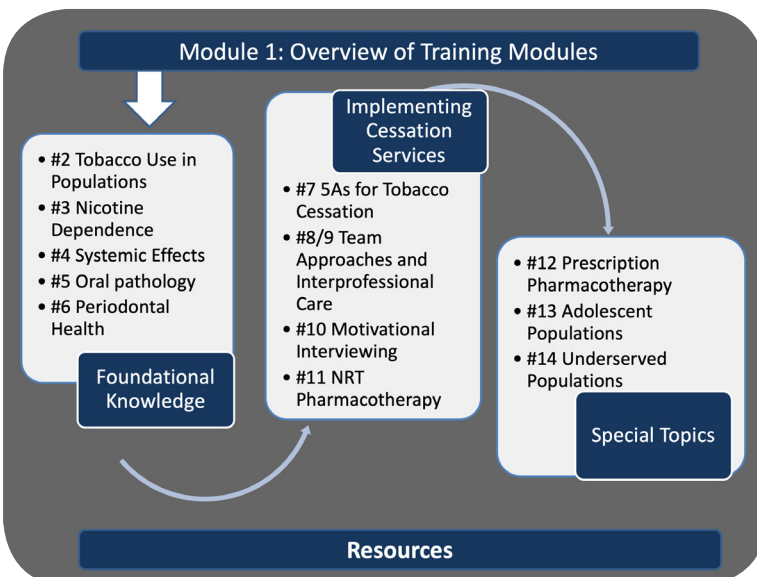 Module 1: Overview of Training Modules
• #2 Tobacco Use in
Populations
• #3 Nicotine
Dependence
• #4 Systemic Effects
• #5 Oral pathology
• #6 Periodontal
Health
Foundational
Knowledge
Implementing
Cessation
Services
• #7 5As for Tobacco
Cessation
• #8/9 Team
Approaches and
Interprofessional
Care
• #10 Motivational
Interviewing
• #11 NRT
Pharmacotherapy
• #12 Prescription
Pharmacotherapy
• #13 Adolescent
Populations
• #14 Underserved
Populations
Special Topics
Resources